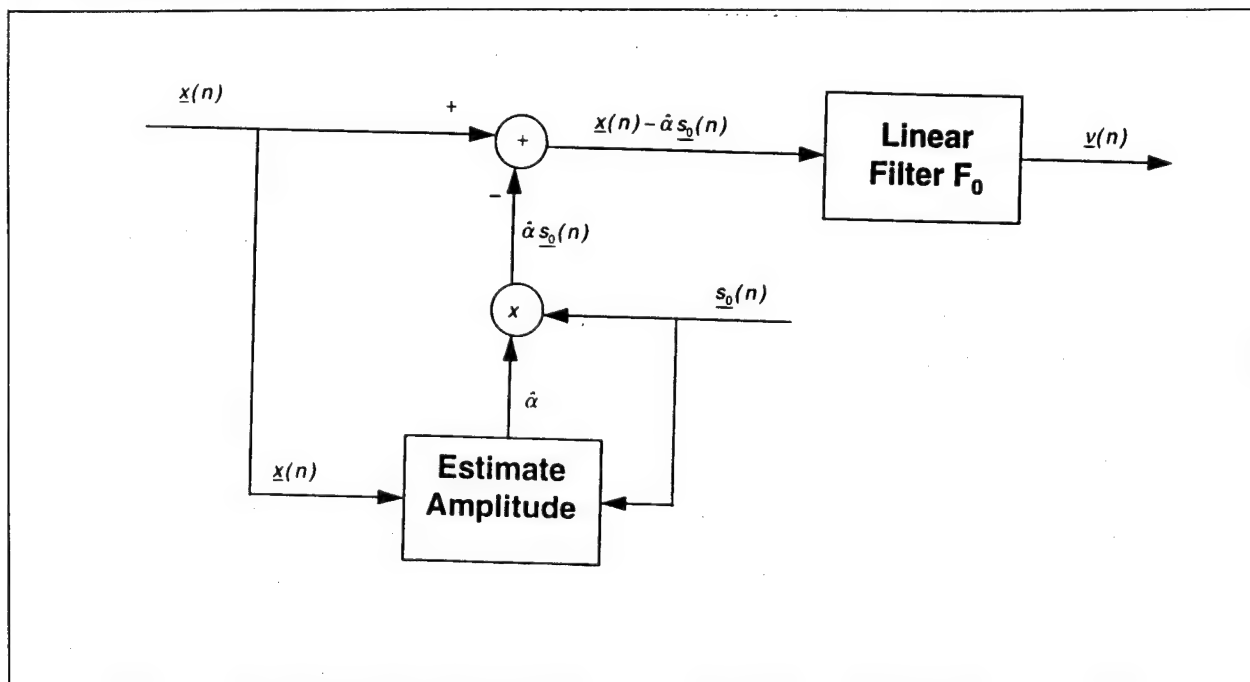 x(n)
+
+
x(n) – α̂ s₀(n)
Linear
Filter F₀
v(n)
–
α̂ s₀(n)
x
s₀(n)
α̂
x(n)
Estimate
Amplitude